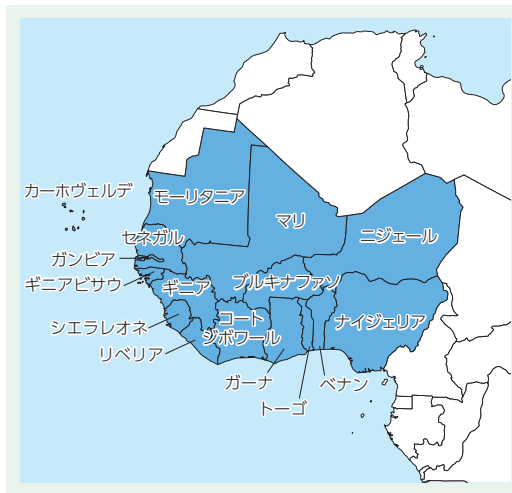 カーホヴェルデ
モーリタニア
マリ
ニジェール
セネガル
ガンビア
ギニアビサウ
ギニア
ブルキナファソ
シエラレオネ
コート
ジボワール
ナイジェリア
リベリア
ガーナ
ベナン
トーゴ